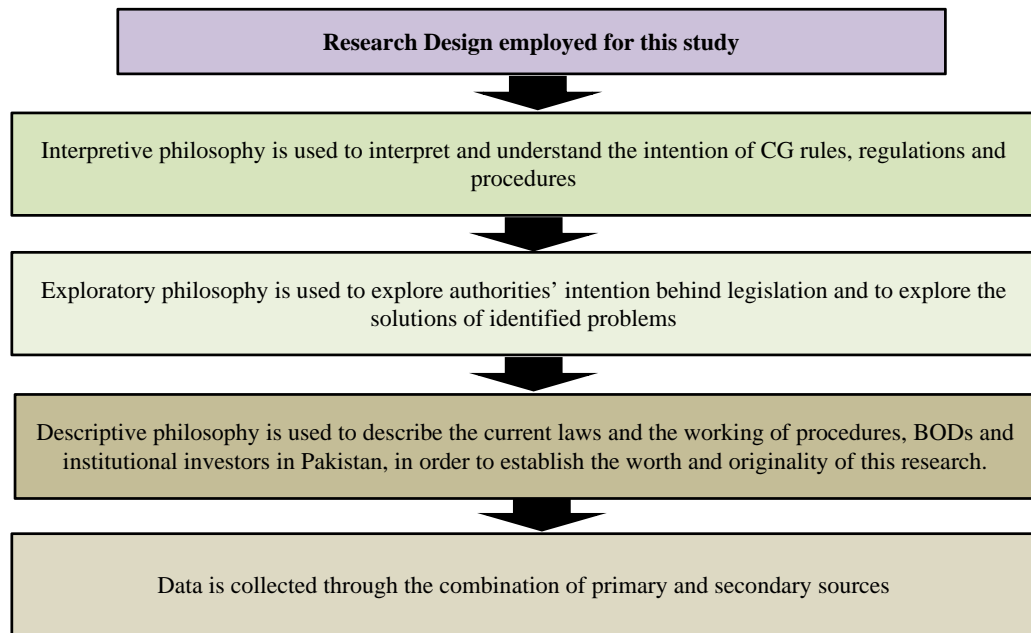 Research Design employed for this study
Interpretive philosophy is used to interpret and understand the intention of CG rules, regulations and
procedures
Exploratory philosophy is used to explore authorities’ intention behind legislation and to explore the
solutions of identified problems
Descriptive philosophy is used to describe the current laws and the working of procedures, BODs and
institutional investors in Pakistan, in order to establish the worth and originality of this research.
Data is collected through the combination of primary and secondary sources